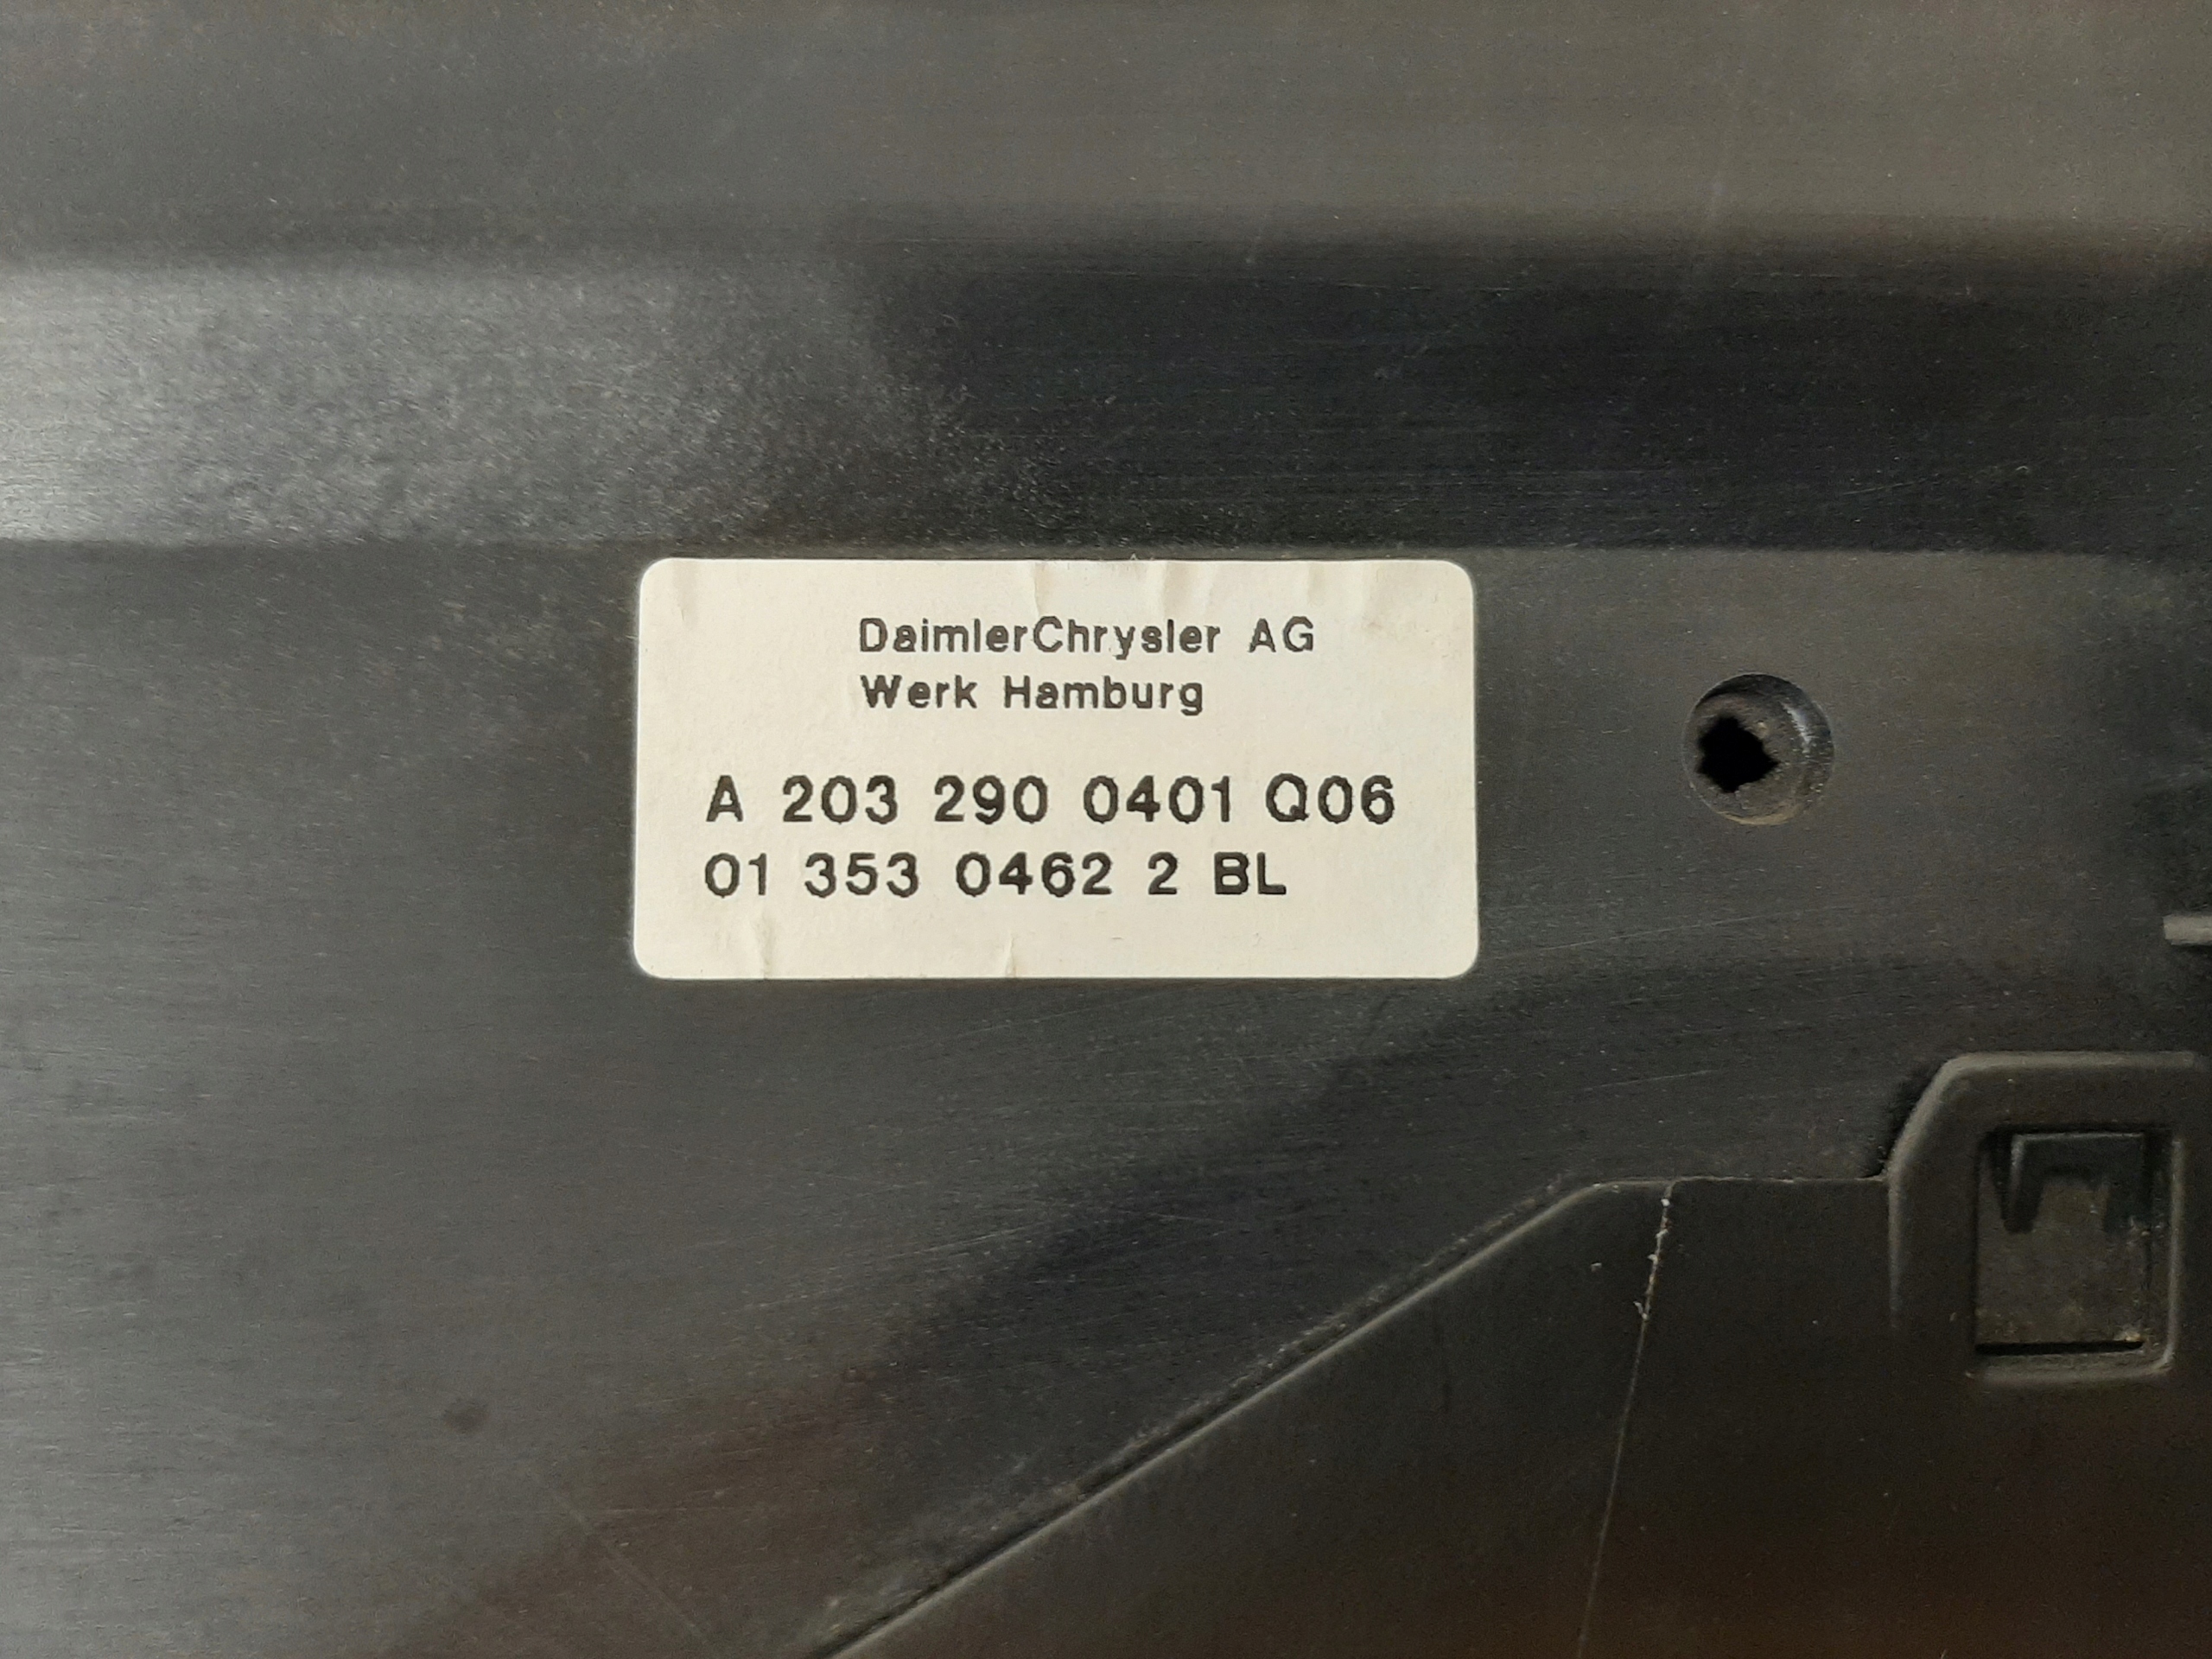 DaimlerChrysler AG
Werk Hamburg
A 203 290 0401 Q06
01 353 0462 2 BL